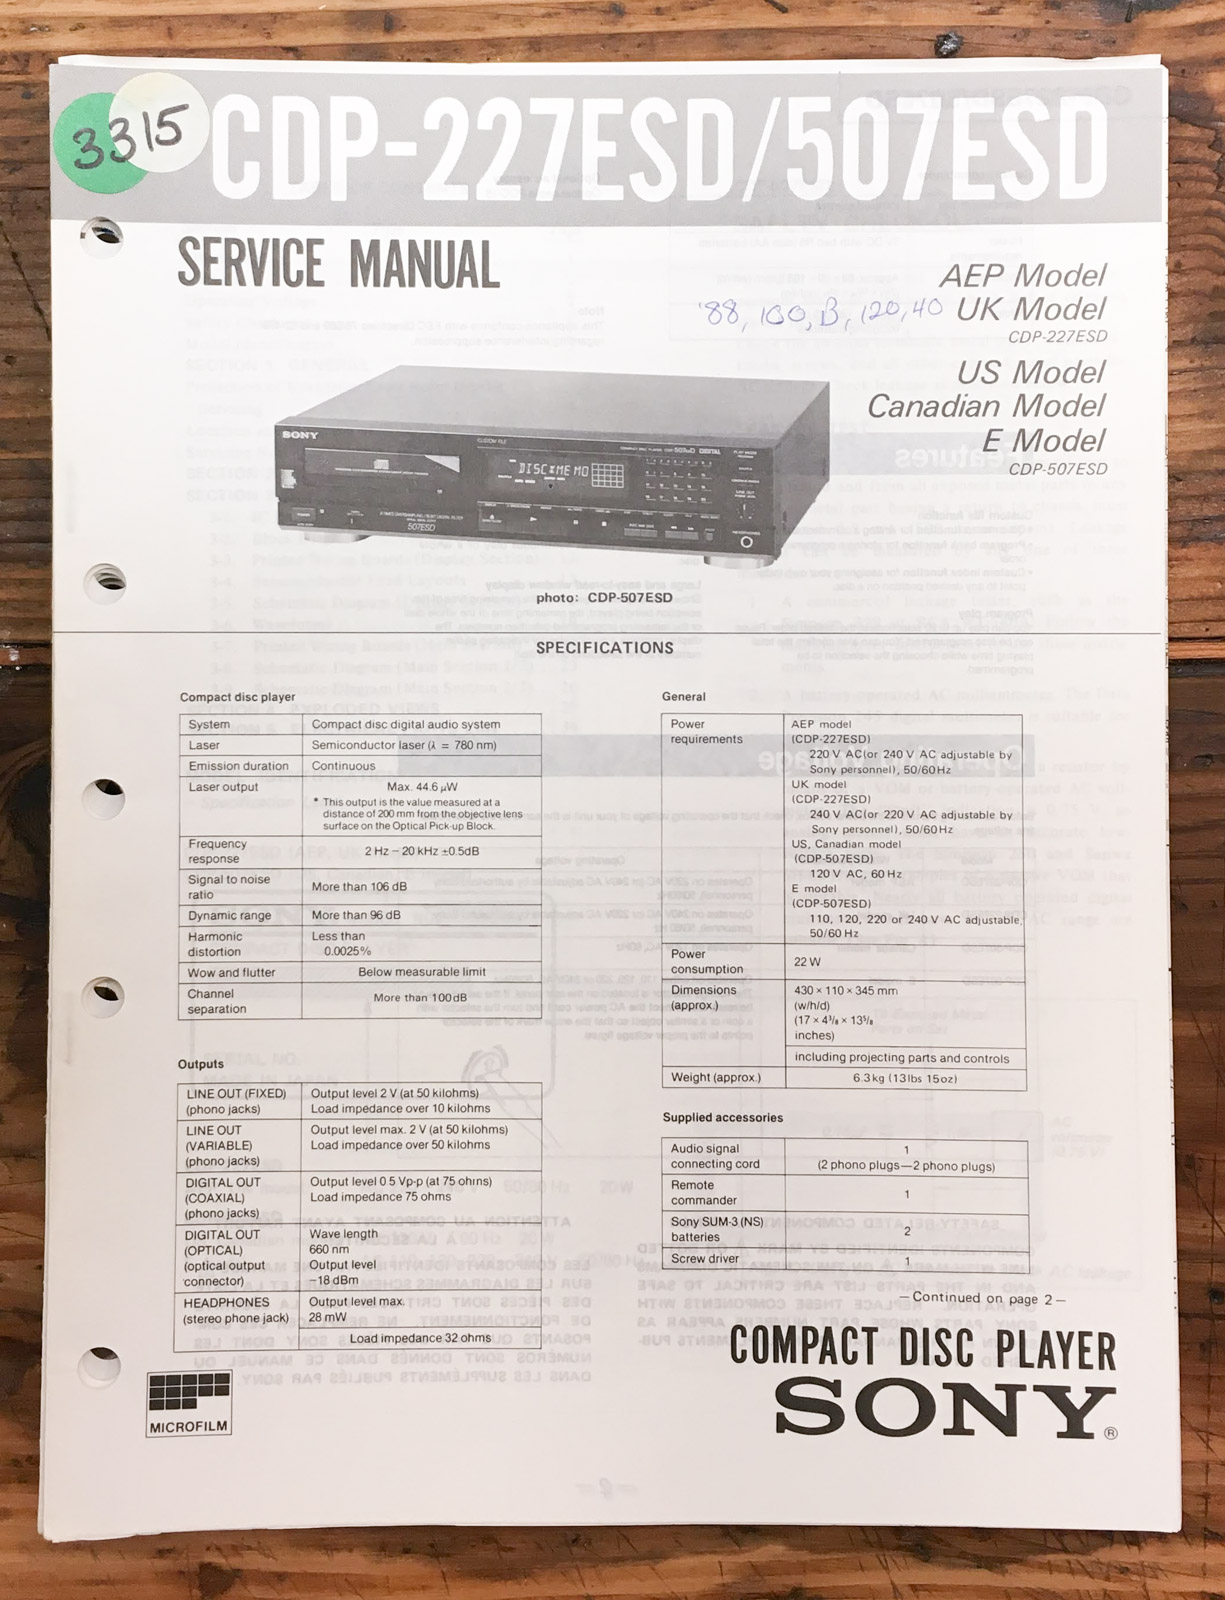 3315
CDP-227ESD/507ESD
SERVICE MANUAL
AEP Model
'88, 100, B, 120, 40 UK Model
CDP-227ESD
US Model
Canadian Model
E Model
CDP-507ESD
SONY
CUSTOM FILE
DIGITAL
DISC MEMO
507ESD
photo: CDP-507ESD
SPECIFICATIONS
Compact disc player
System Compact disc digital audio system
Laser Semiconductor laser (λ = 780 nm)
Emission duration Continuous
Laser output Max. 44.6 μW
* This output is the value measured at a
distance of 200 mm from the objective lens
surface on the Optical Pick-up Block.
Frequency
response 2 Hz – 20 kHz ±0.5dB
Signal to noise
ratio More than 106 dB
Dynamic range More than 96 dB
Harmonic Less than
distortion 0.0025%
Wow and flutter Below measurable limit
Channel
separation More than 100dB
Outputs
LINE OUT (FIXED) Output level 2 V (at 50 kilohms)
(phono jacks) Load impedance over 10 kilohms
LINE OUT Output level max. 2 V (at 50 kilohms)
(VARIABLE) Load impedance over 50 kilohms
(phono jacks)
DIGITAL OUT Output level 0.5 Vp-p (at 75 ohms)
(COAXIAL) Load impedance 75 ohms
(phono jacks)
DIGITAL OUT Wave length
(OPTICAL) 660 nm
(optical output Output level
connector) –18 dBm
HEADPHONES Output level max.
(stereo phone jack) 28 mW
Load impedance 32 ohms
General
Power AEP model
requirements (CDP-227ESD)
220 V AC(or 240 V AC adjustable by
Sony personnel), 50/60Hz
UK model
(CDP-227ESD)
240 V AC(or 220 V AC adjustable by
Sony personnel), 50/60Hz
US, Canadian model
(CDP-507ESD)
120 V AC, 60 Hz
E model
(CDP-507ESD)
110, 120, 220 or 240 V AC adjustable,
50/60 Hz
Power
consumption 22 W
Dimensions 430 × 110 × 345 mm
(approx.) (w/h/d)
(17 × 4³/₈ × 13⁵/₈
inches)
including projecting parts and controls
Weight (approx.) 6.3kg (13lbs 15oz)
Supplied accessories
Audio signal 1
connecting cord (2 phono plugs—2 phono plugs)
Remote
commander 1
Sony SUM-3 (NS)
batteries 2
Screw driver 1
— Continued on page 2 —
COMPACT DISC PLAYER
SONY®
MICROFILM